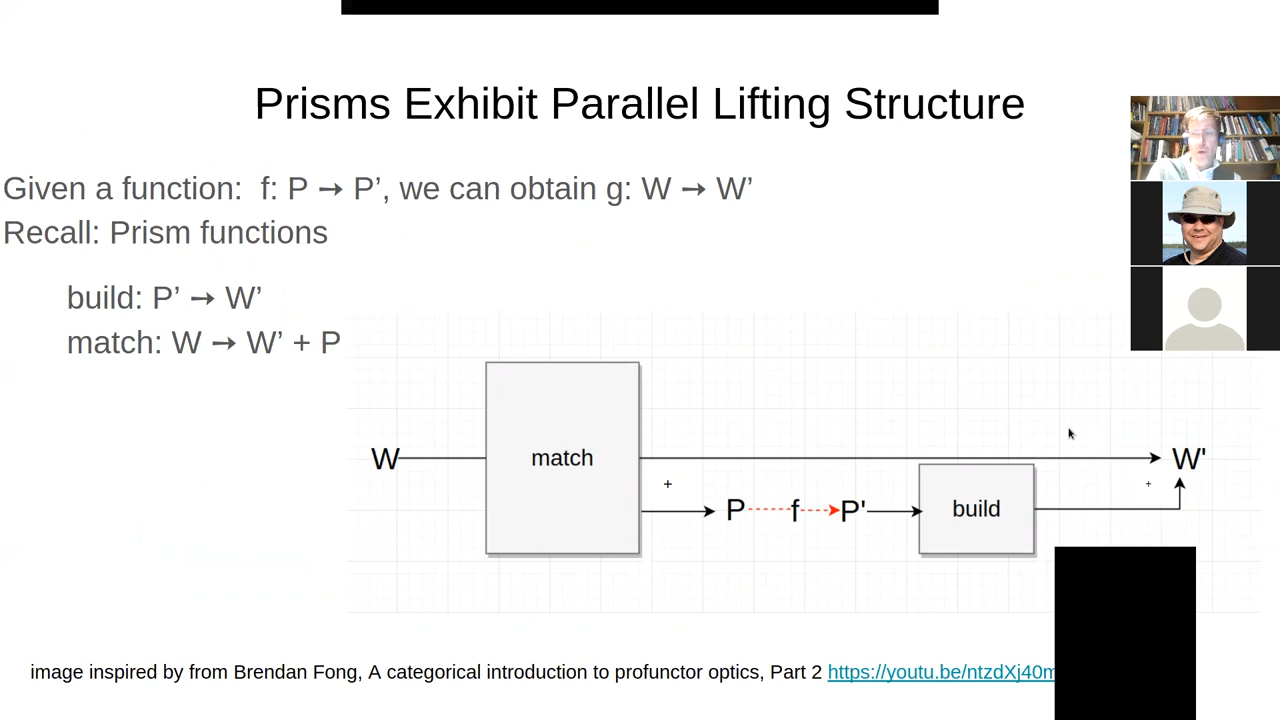 Prisms Exhibit Parallel Lifting Structure
Given a function:  f: P → P’, we can obtain g: W → W’
Recall: Prism functions
build: P’ → W’
match: W → W’ + P
W
match
W'
+
+
P
f
P'
build
image inspired by from Brendan Fong, A categorical introduction to profunctor optics, Part 2 https://youtu.be/ntzdXj40m